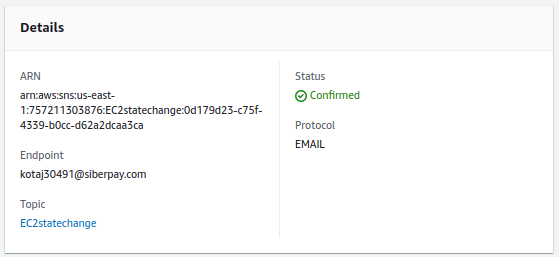 Details
ARN
arn:aws:sns:us-east-
1:757211303876:EC2statechange:0d179d23-c75f-
4339-b0cc-d62a2dcaa3ca
Endpoint
kotaj30491@siberpay.com
Topic
EC2statechange
Status
Confirmed
Protocol
EMAIL